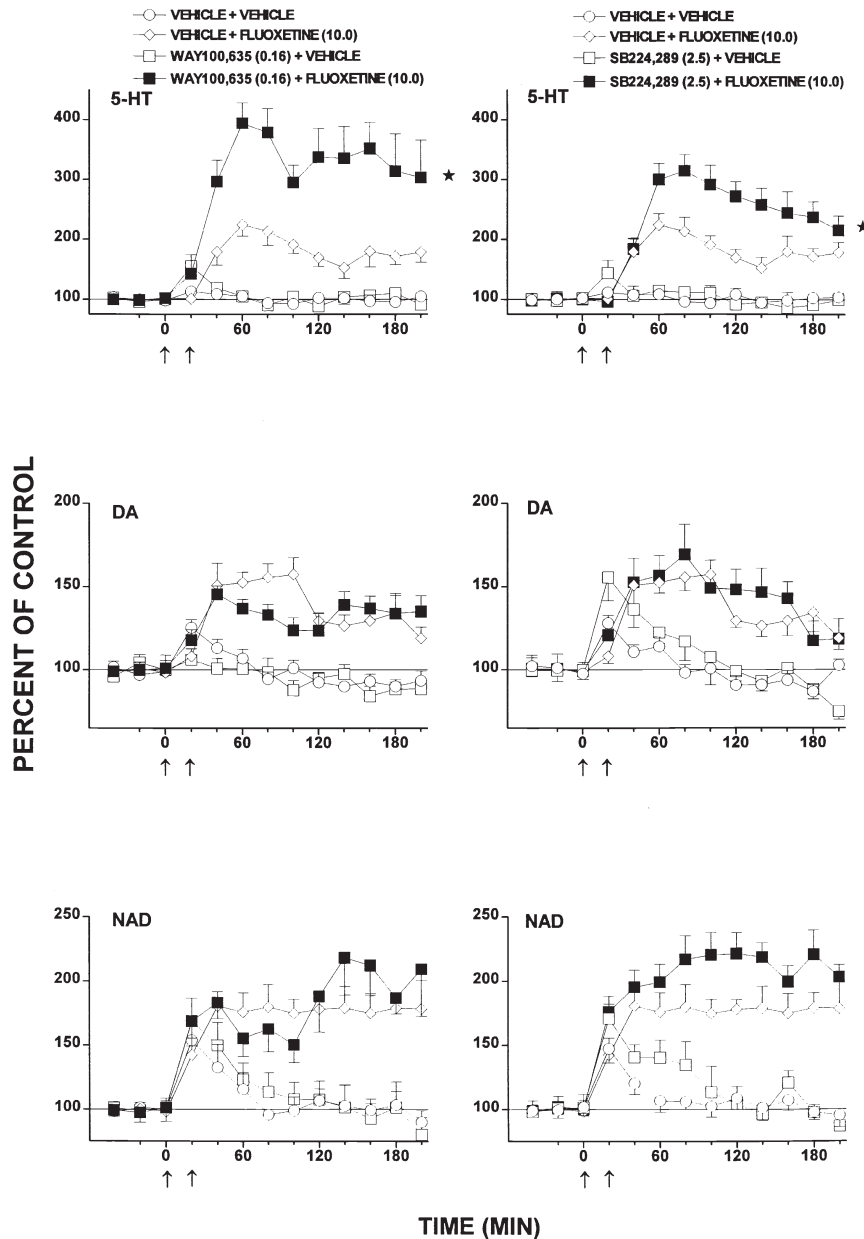 VEHICLE + VEHICLE
VEHICLE + FLUOXETINE (10.0)
WAY100,635 (0.16) + VEHICLE
WAY100,635 (0.16) + FLUOXETINE (10.0)
VEHICLE + VEHICLE
VEHICLE + FLUOXETINE (10.0)
SB224,289 (2.5) + VEHICLE
SB224,289 (2.5) + FLUOXETINE (10.0)
5-HT
400
300
200
100
0 60 120 180
↑ ↑
5-HT
400
300
200
100
0 60 120 180
↑ ↑
PERCENT OF CONTROL
DA
200
150
100
0 60 120 180
↑ ↑
DA
200
150
100
0 60 120 180
↑ ↑
NAD
250
200
150
100
0 60 120 180
↑ ↑
NAD
250
200
150
100
0 60 120 180
↑ ↑
TIME (MIN)